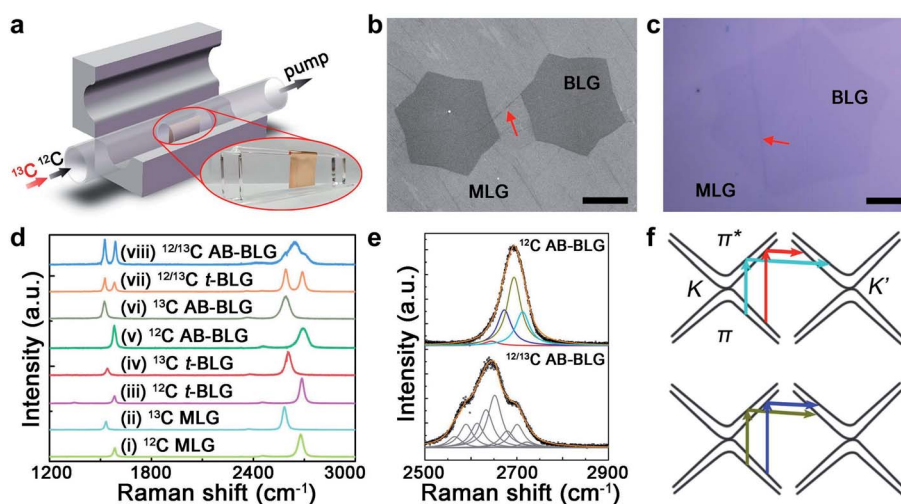 a
pump
¹³C ¹²C
b
BLG
MLG
c
BLG
MLG
d
Intensity (a.u.)
(viii) ¹²/¹³C AB-BLG
(vii) ¹²/¹³C t-BLG
(vi) ¹³C AB-BLG
(v) ¹²C AB-BLG
(iv) ¹³C t-BLG
(iii) ¹²C t-BLG
(ii) ¹³C MLG
(i) ¹²C MLG
1200 1800 2400 3000
Raman shift (cm⁻¹)
e
Intensity (a.u.)
¹²C AB-BLG
¹²/¹³C AB-BLG
2500 2700 2900
Raman shift (cm⁻¹)
f
π*
K K'
π